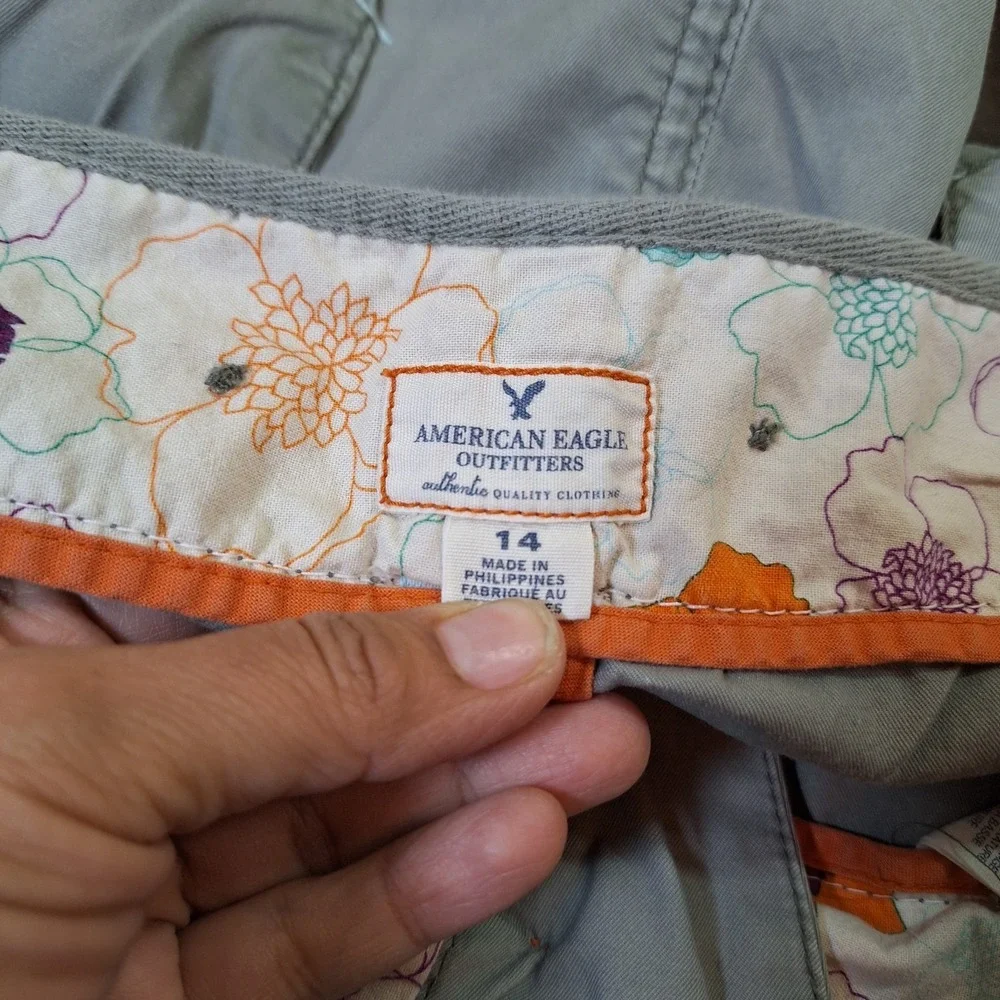 AMERICAN EAGLE
OUTFITTERS
authentic QUALITY CLOTHING
14
MADE IN
PHILIPPINES
FABRIQUÉ AU